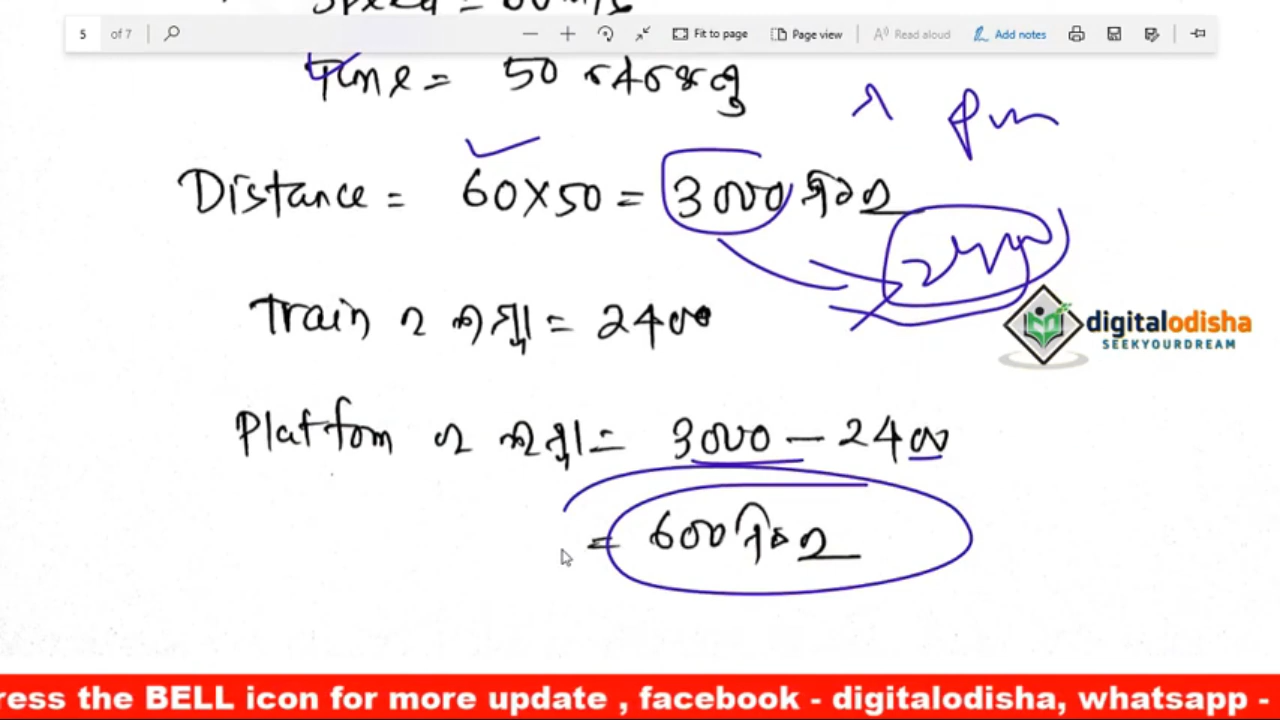 Speed = 60 m/s
5 of 7 Fit to page Page view Read aloud Add notes
Time = 50 ସେକେଣ୍ଡ
Distance = 60 X 50 = 3000 ମିଟର
2400
Train ର ଲମ୍ବା = 2400
digitalodisha
SEEKYOURDREAM
Platfom ର ଲମ୍ବା = 3000 - 2400
= 600 ମିଟର
ress the BELL icon for more update , facebook - digitalodisha, whatsapp -